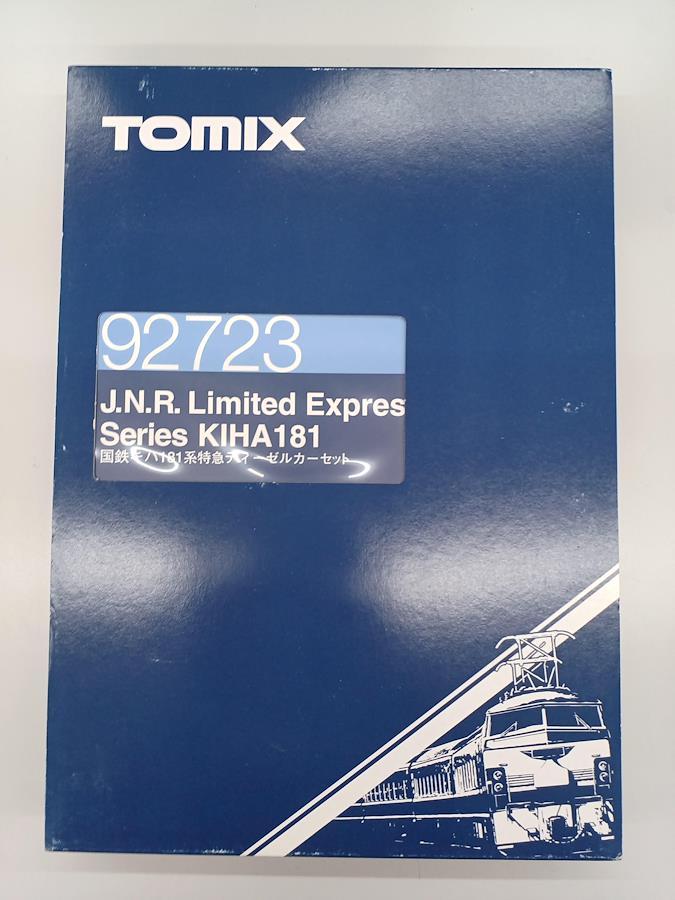 TOMIX
92723
J.N.R. Limited Expres
Series KIHA181
国鉄キハ181系特急ディーゼルカーセット